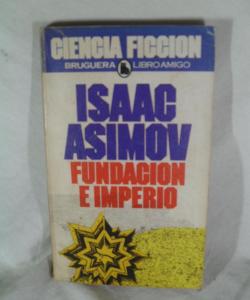 CIENCIA FICCION
BRUGUERA LIBRO AMIGO
ISAAC
ASIMOV
FUNDACION
E IMPERIO